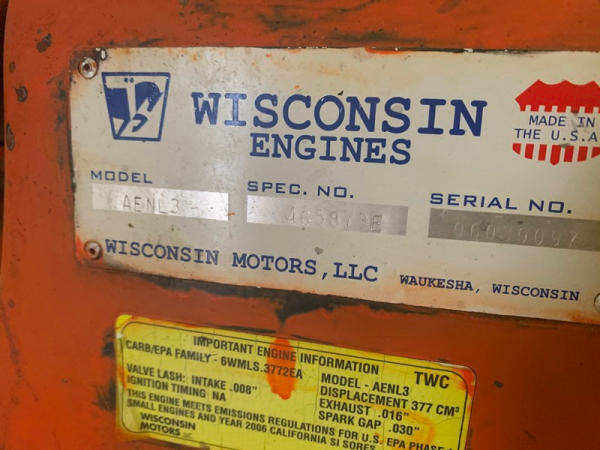 WISCONSIN
ENGINES
MADE IN
THE U.S.A
MODEL SPEC. NO. SERIAL NO.
AENL3
WISCONSIN MOTORS, LLC WAUKESHA, WISCONSIN
IMPORTANT ENGINE INFORMATION
CARB/EPA FAMILY - 6WMLS.3772EA TWC
VALVE LASH: INTAKE .008" MODEL - AENL3
IGNITION TIMING NA DISPLACEMENT 377 CM³
EXHAUST .016"
SPARK GAP .030"
THIS ENGINE MEETS EMISSIONS REGULATIONS FOR U.S. EPA PHASE
SMALL ENGINES AND YEAR 2006 CALIFORNIA SI SORES
WISCONSIN
MOTORS LLC